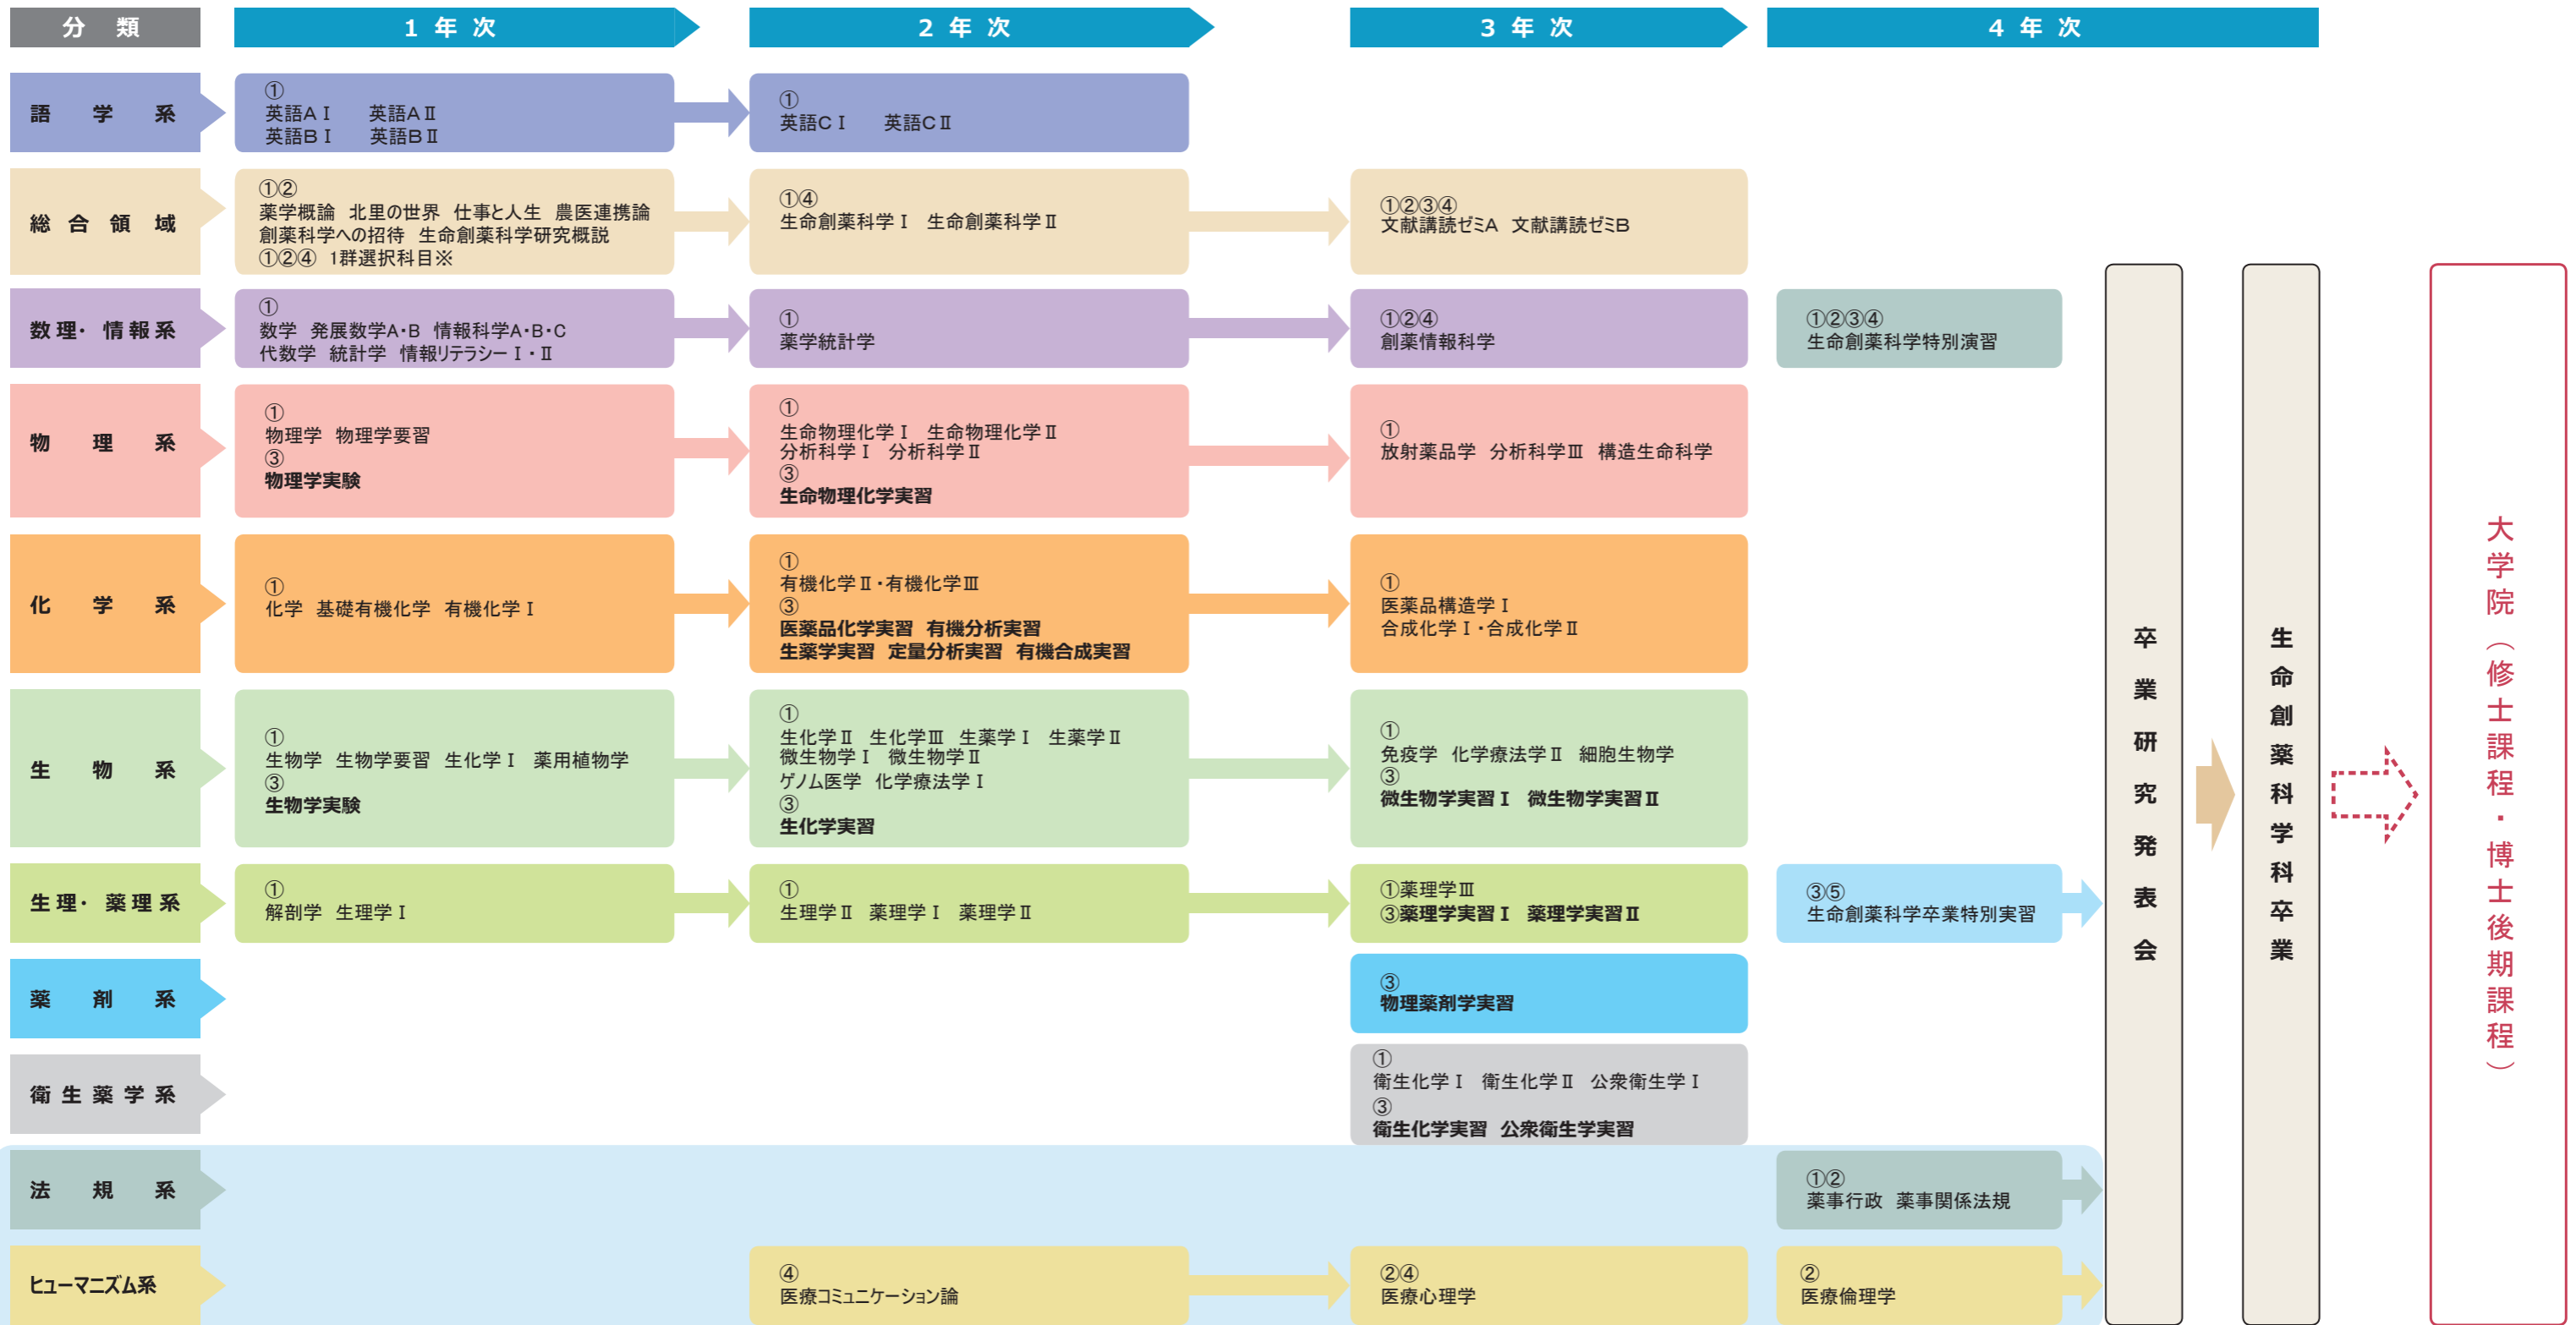 分 類
1 年 次
2 年 次
3 年 次
4 年 次
語 学 系
①
英語AⅠ 英語AⅡ
英語BⅠ 英語BⅡ
①
英語CⅠ 英語CⅡ
総 合 領 域
①②
薬学概論 北里の世界 仕事と人生 農医連携論
創薬科学への招待 生命創薬科学研究概説
①②④ 1群選択科目※
①④
生命創薬科学Ⅰ 生命創薬科学Ⅱ
①②③④
文献講読ゼミA 文献講読ゼミB
数理・情報系
①
数学 発展数学A・B 情報科学A・B・C
代数学 統計学 情報リテラシーⅠ・Ⅱ
①
薬学統計学
①②④
創薬情報科学
①②③④
生命創薬科学特別演習
物 理 系
①
物理学 物理学要習
③
物理学実験
①
生命物理化学Ⅰ 生命物理化学Ⅱ
分析科学Ⅰ 分析科学Ⅱ
③
生命物理化学実習
①
放射薬品学 分析科学Ⅲ 構造生命科学
化 学 系
①
化学 基礎有機化学 有機化学Ⅰ
①
有機化学Ⅱ・有機化学Ⅲ
③
医薬品化学実習 有機分析実習
生薬学実習 定量分析実習 有機合成実習
①
医薬品構造学Ⅰ
合成化学Ⅰ・合成化学Ⅱ
生 物 系
①
生物学 生物学要習 生化学Ⅰ 薬用植物学
③
生物学実験
①
生化学Ⅱ 生化学Ⅲ 生薬学Ⅰ 生薬学Ⅱ
微生物学Ⅰ 微生物学Ⅱ
ゲノム医学 化学療法学Ⅰ
③
生化学実習
①
免疫学 化学療法学Ⅱ 細胞生物学
③
微生物学実習Ⅰ 微生物学実習Ⅱ
生理・薬理系
①
解剖学 生理学Ⅰ
①
生理学Ⅱ 薬理学Ⅰ 薬理学Ⅱ
①薬理学Ⅲ
③薬理学実習Ⅰ 薬理学実習Ⅱ
③⑤
生命創薬科学卒業特別実習
薬 剤 系
③
物理薬剤学実習
衛生薬学系
①
衛生化学Ⅰ 衛生化学Ⅱ 公衆衛生学Ⅰ
③
衛生化学実習 公衆衛生学実習
法 規 系
①②
薬事行政 薬事関係法規
ヒューマニズム系
④
医療コミュニケーション論
②④
医療心理学
②
医療倫理学
卒業研究発表会
生命創薬科学科卒業
大学院（修士課程・博士後期課程）